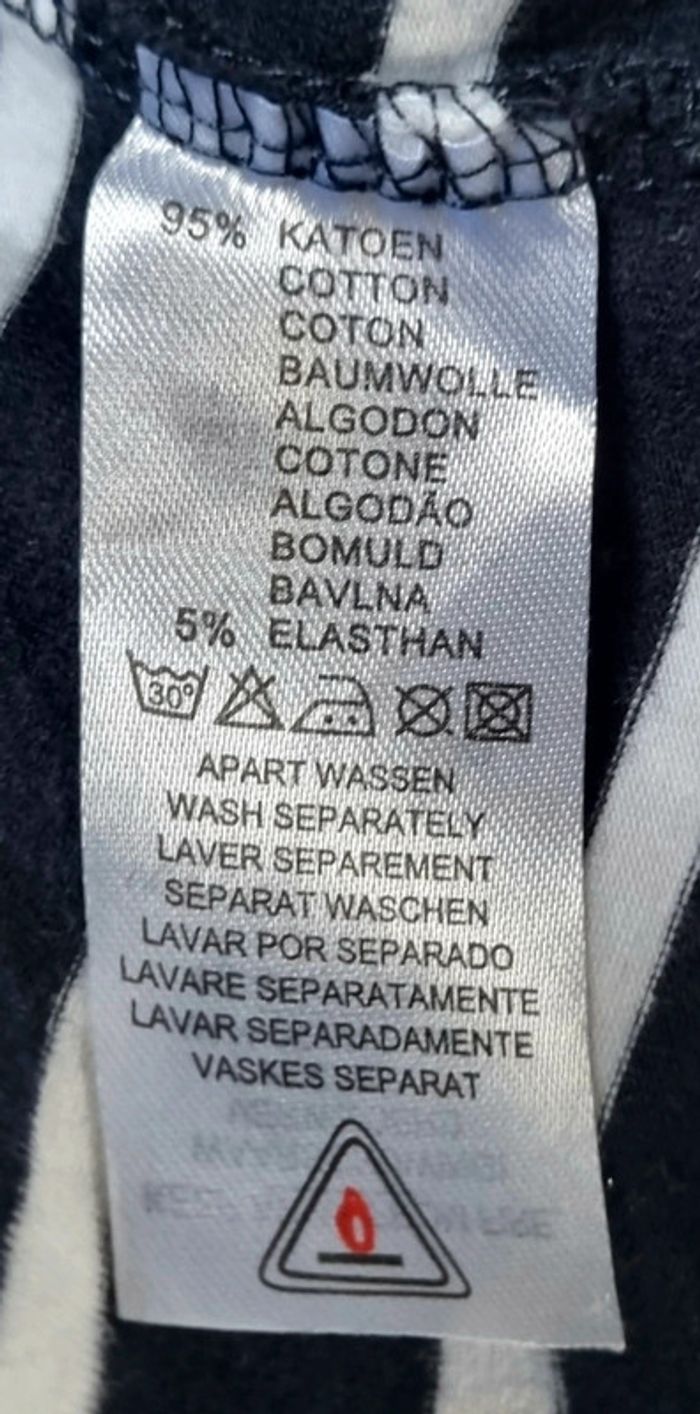 95% KATOEN
COTTON
COTON
BAUMWOLLE
ALGODON
COTONE
ALGODÃO
BOMULD
BAVLNA
5% ELASTHAN
30°
APART WASSEN
WASH SEPARATELY
LAVER SEPAREMENT
SEPARAT WASCHEN
LAVAR POR SEPARADO
LAVARE SEPARATAMENTE
LAVAR SEPARADAMENTE
VASKES SEPARAT